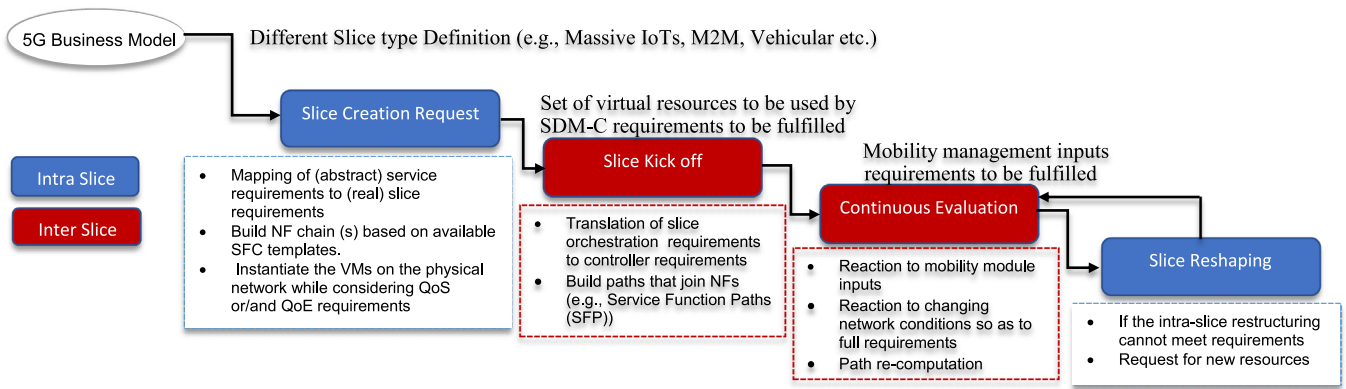 5G Business Model
Different Slice type Definition (e.g., Massive IoTs, M2M, Vehicular etc.)
Slice Creation Request
Set of virtual resources to be used by
SDM-C requirements to be fulfilled
Slice Kick off
Mobility management inputs
requirements to be fulfilled
Continuous Evaluation
Slice Reshaping
Intra Slice
Inter Slice
• Mapping of (abstract) service
requirements to (real) slice
requirements
• Build NF chain (s) based on available
SFC templates.
• Instantiate the VMs on the physical
network while considering QoS
or/and QoE requirements
• Translation of slice
orchestration requirements
to controller requirements
• Build paths that join NFs
(e.g., Service Function Paths
(SFP))
• Reaction to mobility module
inputs
• Reaction to changing
network conditions so as to
full requirements
• Path re-computation
• If the intra-slice restructuring
cannot meet requirements
• Request for new resources